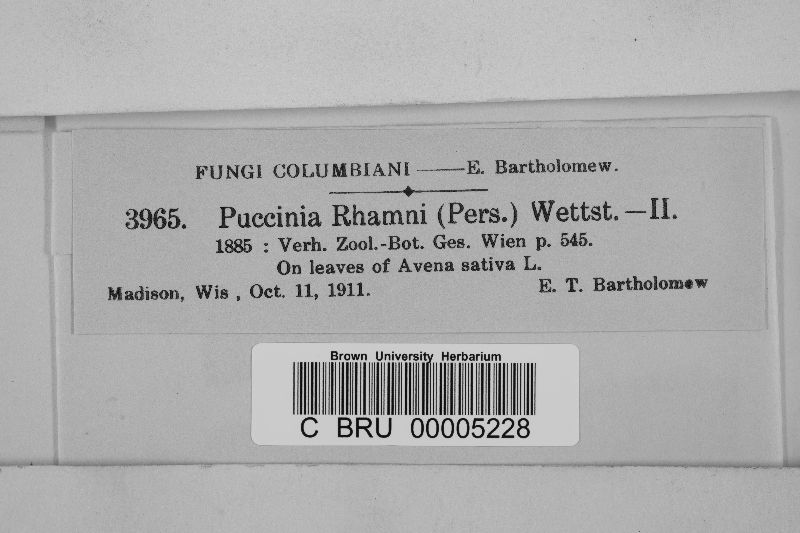 FUNGI COLUMBIANI —— E. Bartholomew.
3965. Puccinia Rhamni (Pers.) Wettst. —II.
1885 : Verh. Zool.-Bot. Ges. Wien p. 545.
On leaves of Avena sativa L.
Madison, Wis , Oct. 11, 1911. E. T. Bartholomew
Brown University Herbarium
C BRU 00005228